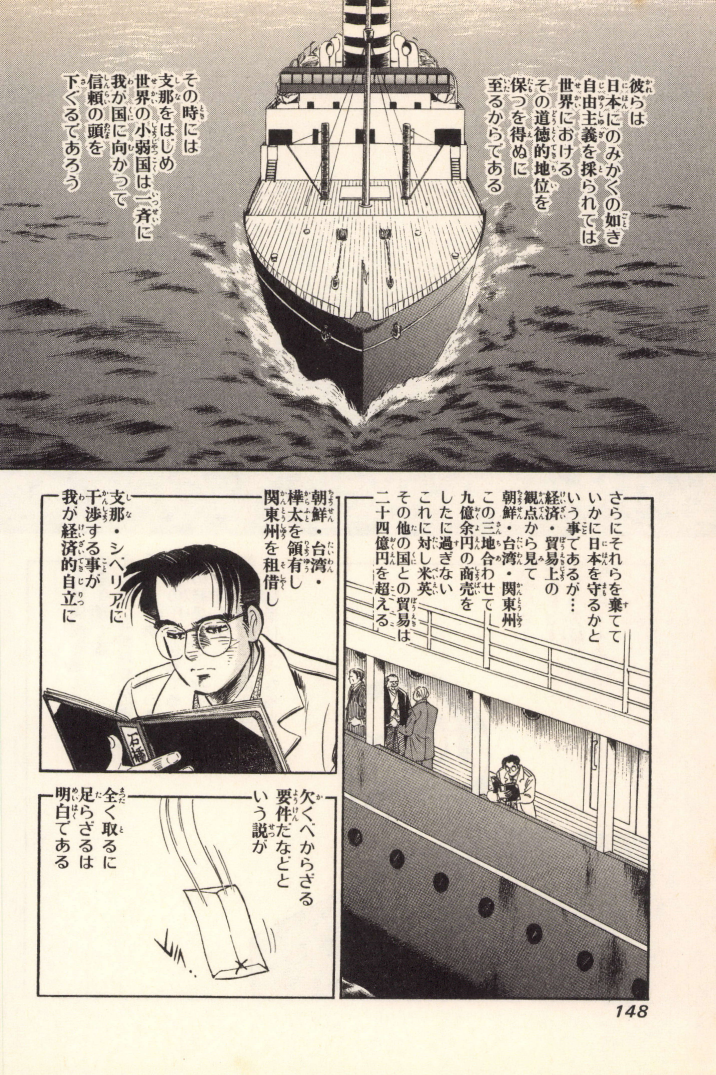 彼らは
日本にのみかくの如き
自由主義を採られては
世界における
その道徳的地位を
保つを得ぬに
至るからである
その時には
支那をはじめ
世界の小弱国は一斉に
我が国に向かって
信頼の頭を
下ぐるであろう
さらにそれらを棄てて
いかに日本を守るかと
いう事であるが…
経済・貿易上の
観点から見て
朝鮮・台湾・関東州
この三地合わせて
九億余円の商売を
したに過ぎない
これに対し米英
その他の国との貿易は
二十四億円を超える
朝鮮・台湾・
樺太を領有し
関東州を租借し
支那・シベリアに
干渉する事が
我が経済的自立に
石橋
欠くべからざる
要件だなどと
いう説が
全く取るに
足らざるは
明白である
148